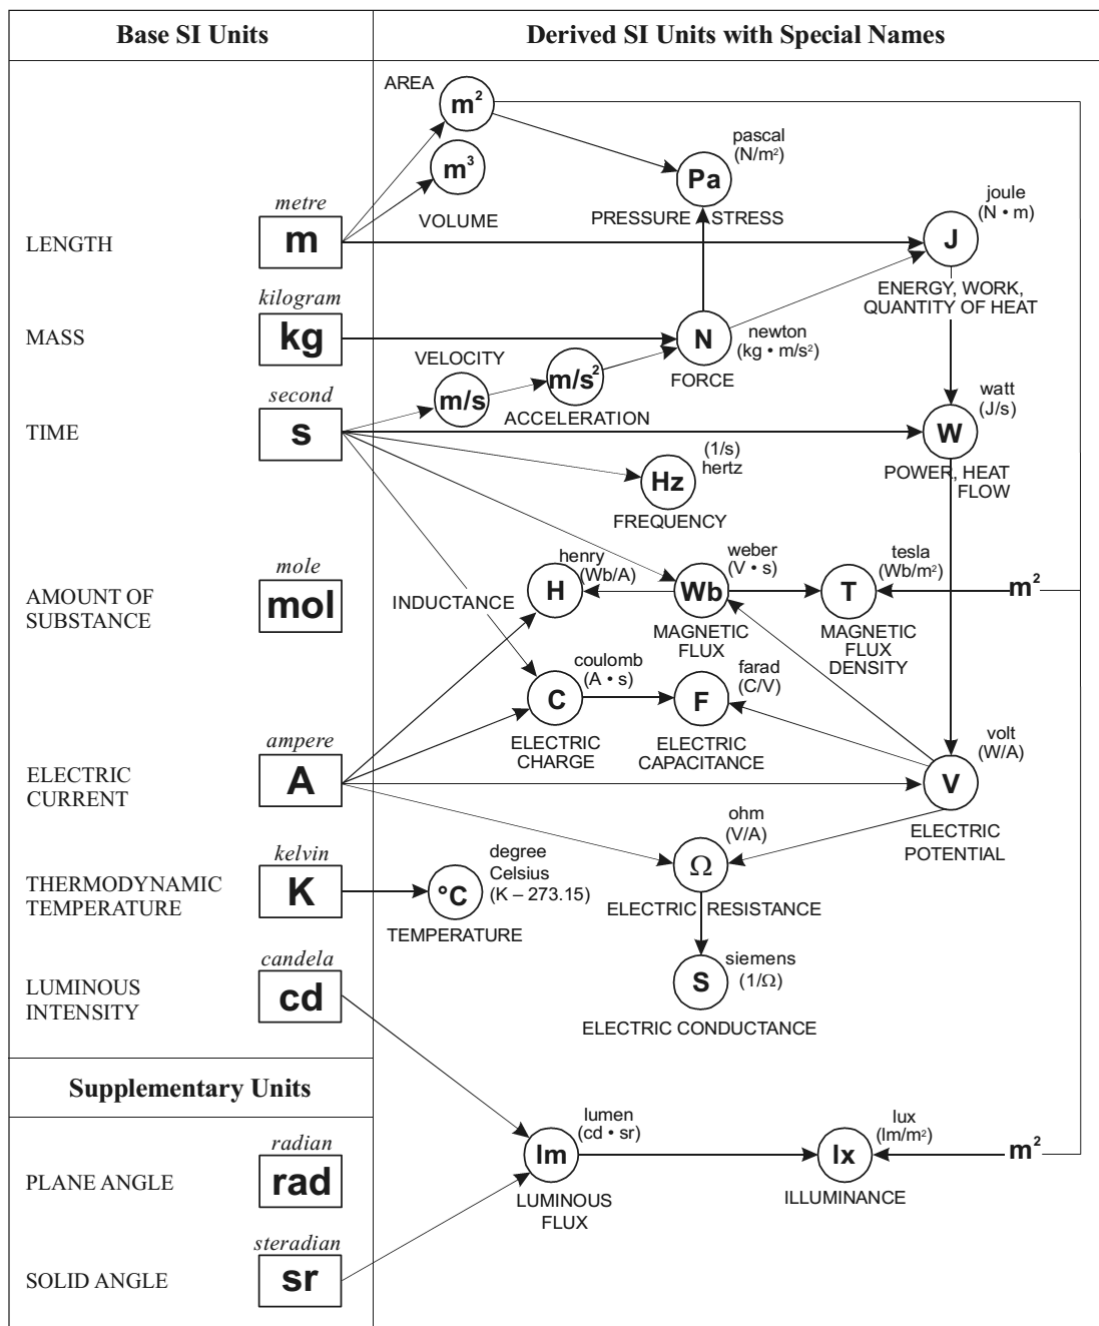 Base SI Units
Derived SI Units with Special Names
AREA
m²
pascal
(N/m²)
m³
Pa
VOLUME
PRESSURE
STRESS
metre
LENGTH
m
joule
(N • m)
J
ENERGY, WORK,
QUANTITY OF HEAT
kilogram
MASS
kg
N
newton
(kg • m/s²)
FORCE
VELOCITY
m/s
m/s²
ACCELERATION
second
TIME
s
watt
(J/s)
W
POWER, HEAT
FLOW
(1/s)
hertz
Hz
FREQUENCY
mole
AMOUNT OF
SUBSTANCE
mol
INDUCTANCE
henry
(Wb/A)
H
weber
(V • s)
Wb
MAGNETIC
FLUX
tesla
(Wb/m²)
T
MAGNETIC
FLUX
DENSITY
m²
coulomb
(A • s)
C
ELECTRIC
CHARGE
farad
(C/V)
F
ELECTRIC
CAPACITANCE
ampere
ELECTRIC
CURRENT
A
volt
(W/A)
V
ELECTRIC
POTENTIAL
ohm
(V/A)
Ω
ELECTRIC RESISTANCE
kelvin
THERMODYNAMIC
TEMPERATURE
K
°C
degree
Celsius
(K – 273.15)
TEMPERATURE
siemens
(1/Ω)
S
ELECTRIC CONDUCTANCE
candela
LUMINOUS
INTENSITY
cd
Supplementary Units
lumen
(cd • sr)
lm
LUMINOUS
FLUX
lux
(lm/m²)
lx
ILLUMINANCE
m²
radian
PLANE ANGLE
rad
steradian
SOLID ANGLE
sr